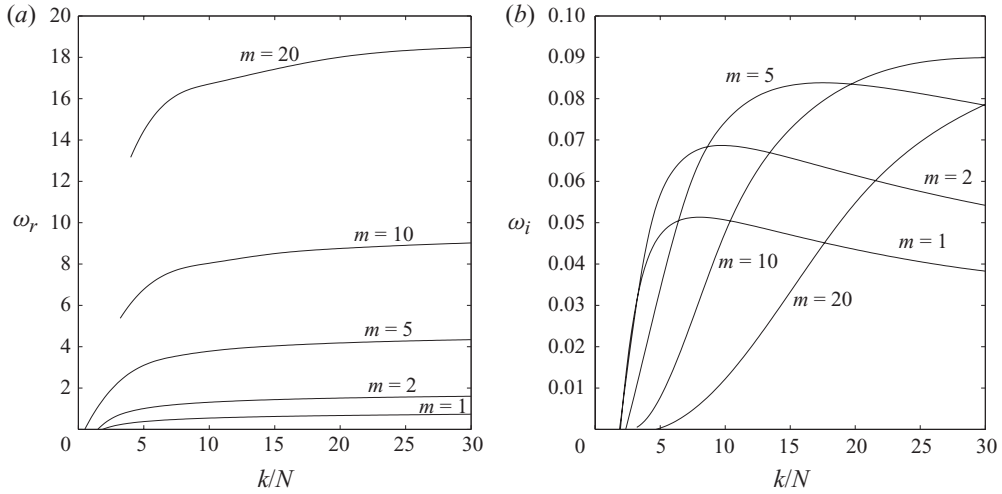 (a)
20
18
16
14
12
10
8
6
4
2
0
5
10
15
20
25
30
ω_r
k/N
m = 20
m = 10
m = 5
m = 2
m = 1
(b)
0.10
0.09
0.08
0.07
0.06
0.05
0.04
0.03
0.02
0.01
0
5
10
15
20
25
30
ω_i
k/N
m = 5
m = 2
m = 10
m = 1
m = 20